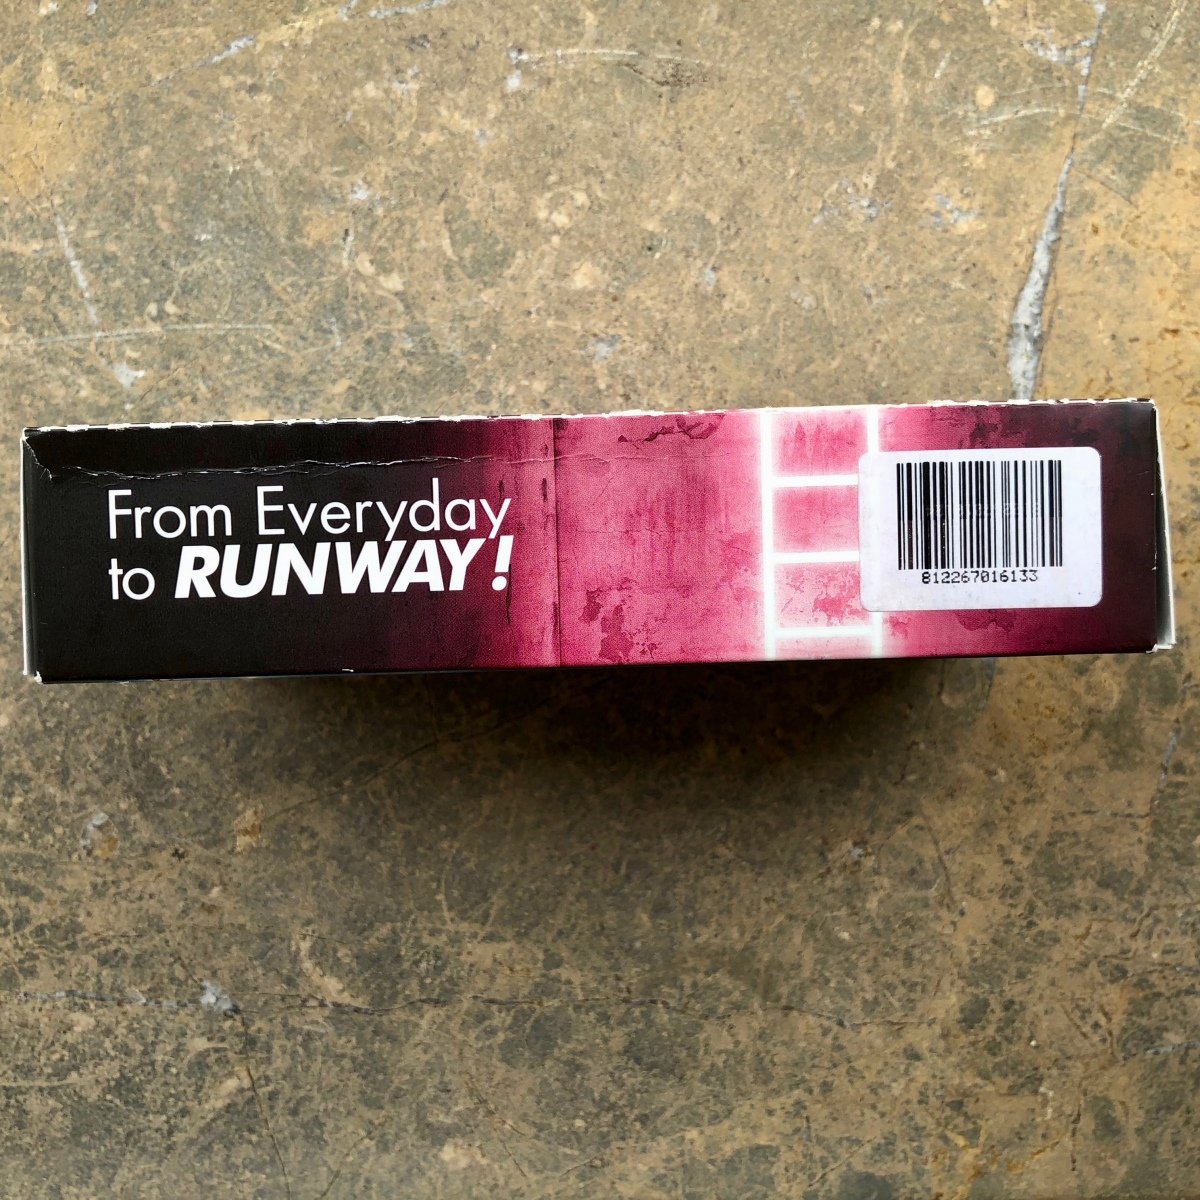 From Everyday
to RUNWAY!
812267016133